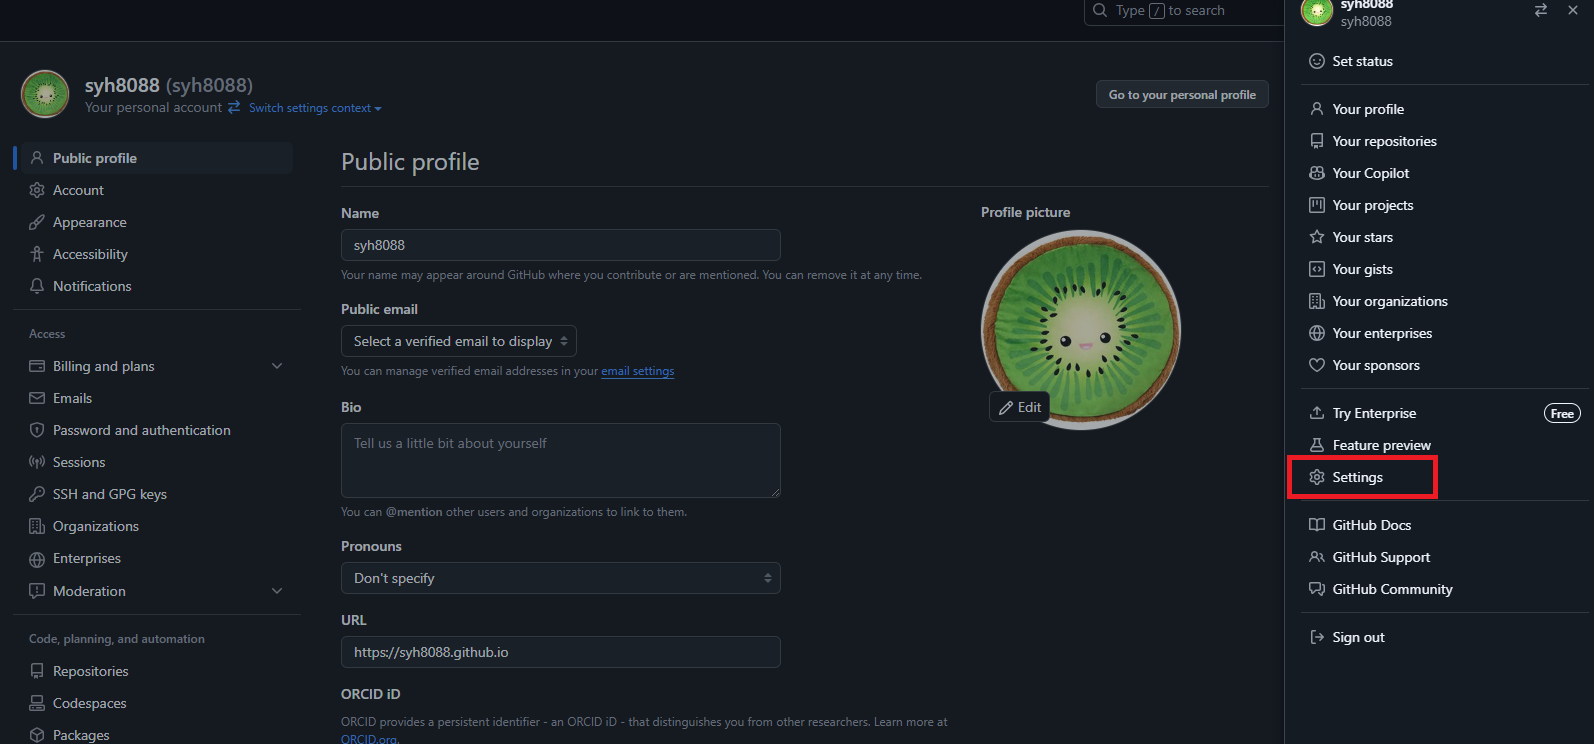 Type / to search
syh8088 (syh8088)
Your personal account Switch settings context
Go to your personal profile
Public profile
Account
Appearance
Accessibility
Notifications
Access
Billing and plans
Emails
Password and authentication
Sessions
SSH and GPG keys
Organizations
Enterprises
Moderation
Code, planning, and automation
Repositories
Codespaces
Packages
Public profile
Name
syh8088
Your name may appear around GitHub where you contribute or are mentioned. You can remove it at any time.
Public email
Select a verified email to display
You can manage verified email addresses in your email settings
Bio
Tell us a little bit about yourself
You can @mention other users and organizations to link to them.
Pronouns
Don't specify
URL
https://syh8088.github.io
ORCID iD
ORCID provides a persistent identifier - an ORCID iD - that distinguishes you from other researchers. Learn more at
ORCID.org.
Profile picture
Edit
syh8088
syh8088
Set status
Your profile
Your repositories
Your Copilot
Your projects
Your stars
Your gists
Your organizations
Your enterprises
Your sponsors
Try Enterprise Free
Feature preview
Settings
GitHub Docs
GitHub Support
GitHub Community
Sign out